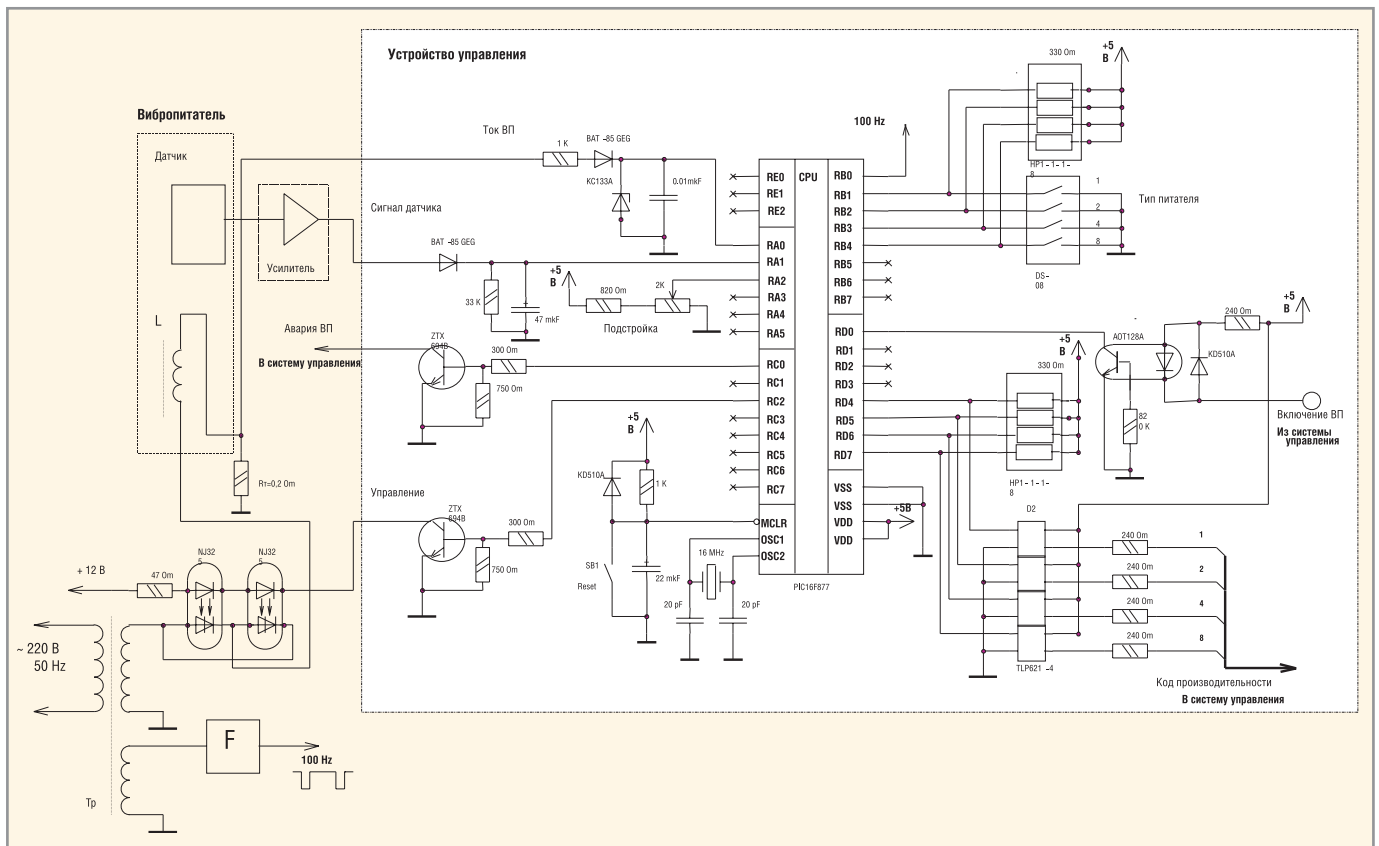 Устройство управления
Вибропитатель
Датчик
Усилитель
L
Rт=0,2 Om
Ток ВП
1 K
BAT -85 GEG
KC133A
0.01mkF
Сигнал датчика
BAT -85 GEG
33 K
47 mkF
+5
В
820 Om
2K
Подстройка
Авария ВП
В систему управления
ZTX
694B
300 Om
750 Om
Управление
ZTX
694B
300 Om
750 Om
+5
В
KD510A
1 K
SB1
Reset
22 mkF
16 MHz
20 pF
20 pF
CPU
RE0
RE1
RE2
RA0
RA1
RA2
RA3
RA4
RA5
RC0
RC1
RC2
RC3
RC4
RC5
RC6
RC7
MCLR
OSC1
OSC2
RB0
RB1
RB2
RB3
RB4
RB5
RB6
RB7
RD0
RD1
RD2
RD3
RD4
RD5
RD6
RD7
VSS
VSS
VDD
VDD
PIC16F877
100 Hz
330 Om
+5
В
HP1- 1- 1-
8
1
2
4
8
Тип питателя
DS-
08
+5
В
240 Om
АОТ128А
KD510A
82
0 K
Включение ВП
Из системы
управления
+5
В
330 Om
HP1- 1- 1-
8
+5В
D2
TLP621 -4
240 Om
240 Om
240 Om
240 Om
1
2
4
8
Код производительности
В систему управления
+ 12 В
47 Om
NJ32
5
NJ32
5
~ 220 В
50 Hz
F
100 Hz
Тр